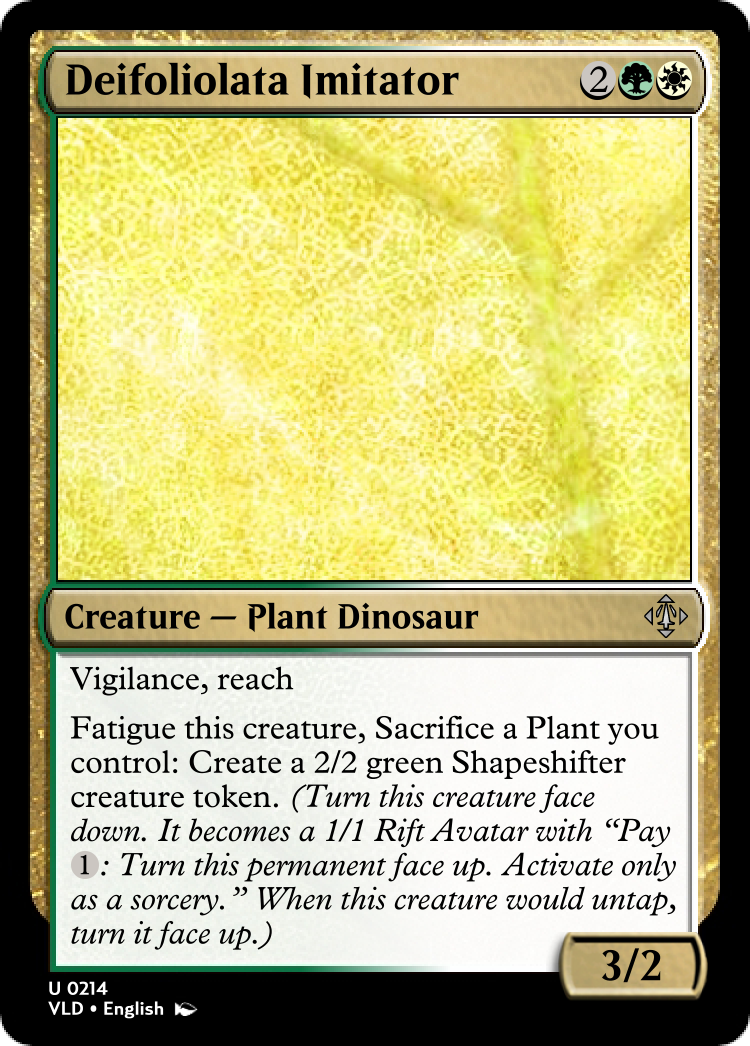 Deifoliolata Imitator 2
Creature — Plant Dinosaur
Vigilance, reach
Fatigue this creature, Sacrifice a Plant you
control: Create a 2/2 green Shapeshifter
creature token. (Turn this creature face
down. It becomes a 1/1 Rift Avatar with “Pay
1: Turn this permanent face up. Activate only
as a sorcery.” When this creature would untap,
turn it face up.)
3/2
U 0214
VLD • English